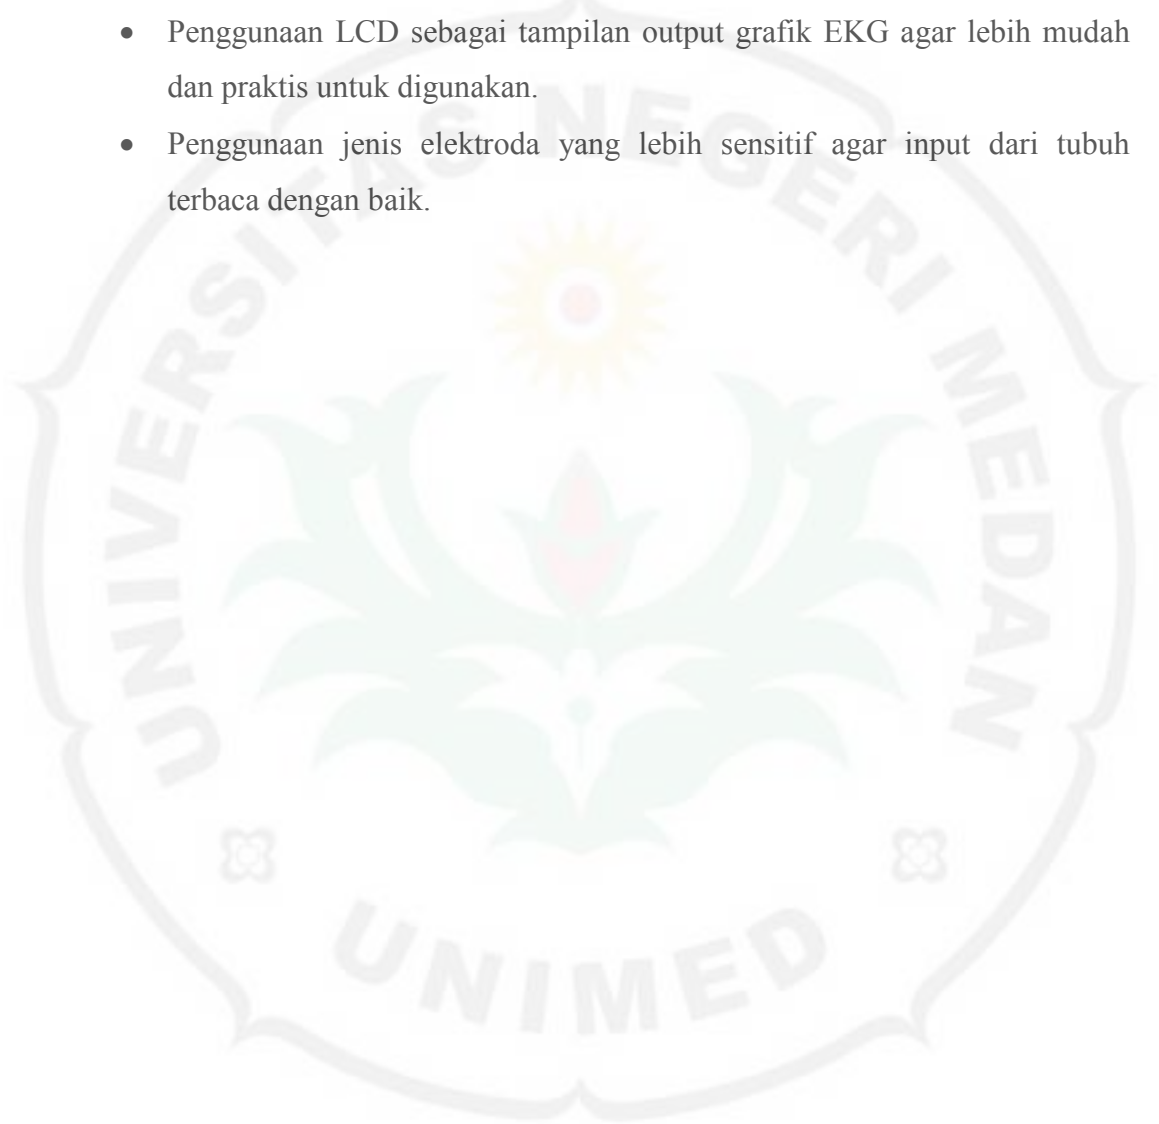 • Penggunaan LCD sebagai tampilan output grafik EKG agar lebih mudah
dan praktis untuk digunakan.
• Penggunaan jenis elektroda yang lebih sensitif agar input dari tubuh
terbaca dengan baik.
UNIVERSITAS NEGERI MEDAN
UNIMED